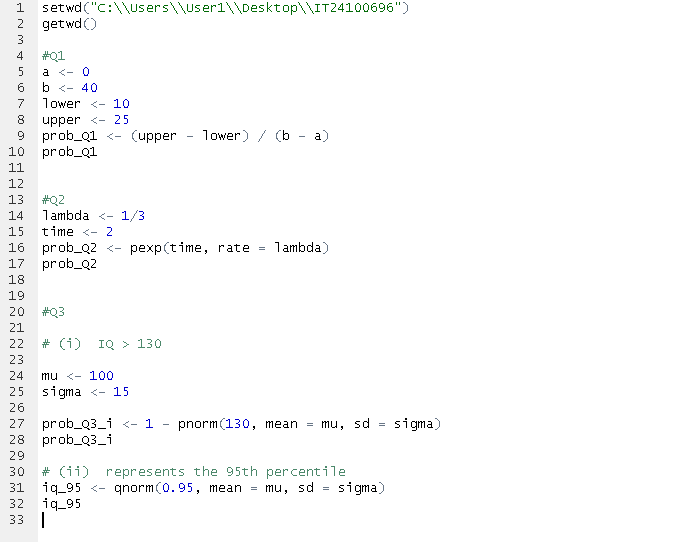 1 setwd("C:\\Users\\User1\\Desktop\\IT24100696")
2 getwd()
3
4 #Q1
5 a <- 0
6 b <- 40
7 lower <- 10
8 upper <- 25
9 prob_Q1 <- (upper - lower) / (b - a)
10 prob_Q1
11
12
13 #Q2
14 lambda <- 1/3
15 time <- 2
16 prob_Q2 <- pexp(time, rate = lambda)
17 prob_Q2
18
19
20 #Q3
21
22 # (i)  IQ > 130
23
24 mu <- 100
25 sigma <- 15
26
27 prob_Q3_i <- 1 - pnorm(130, mean = mu, sd = sigma)
28 prob_Q3_i
29
30 # (ii)  represents the 95th percentile
31 iq_95 <- qnorm(0.95, mean = mu, sd = sigma)
32 iq_95
33